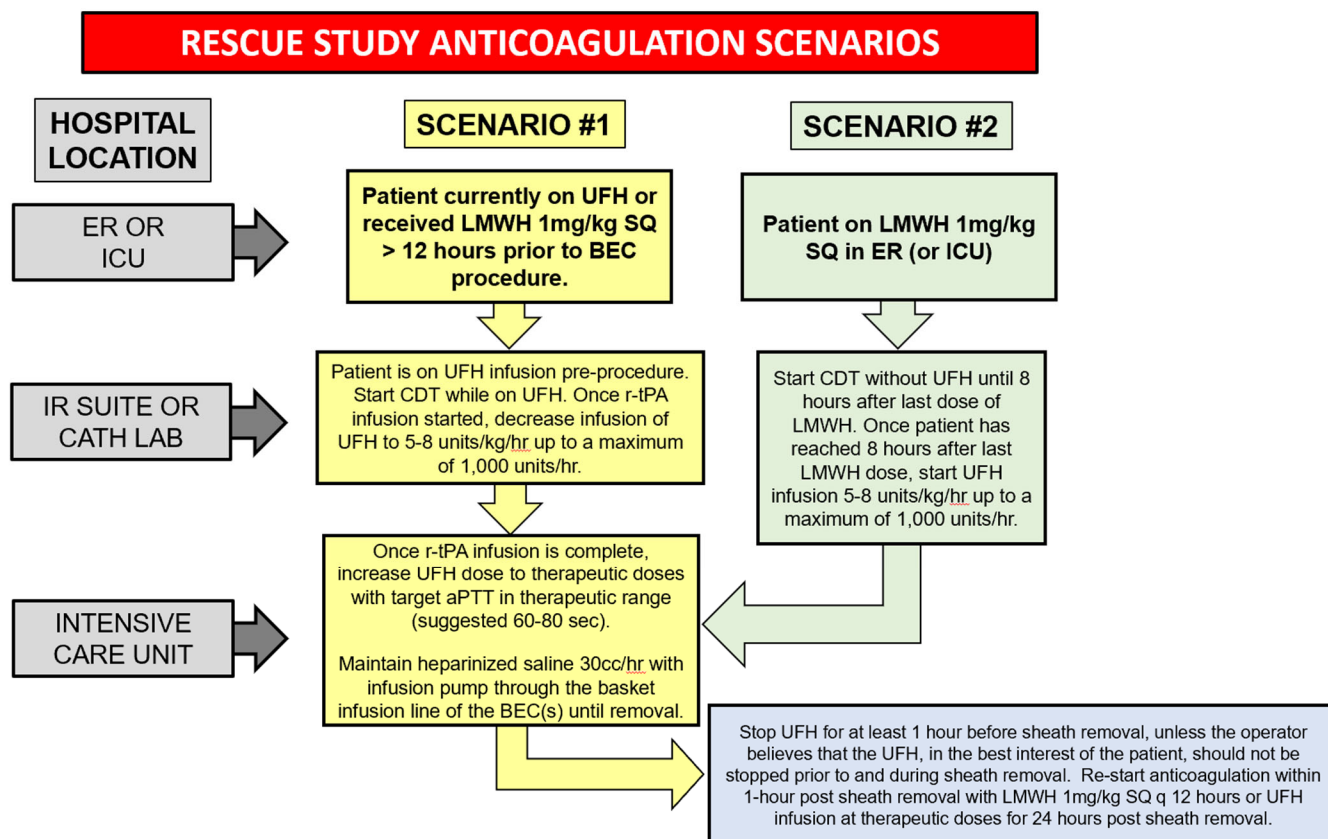 RESCUE STUDY ANTICOAGULATION SCENARIOS
HOSPITAL
LOCATION
SCENARIO #1
SCENARIO #2
ER OR
ICU
Patient currently on UFH or
received LMWH 1mg/kg SQ
> 12 hours prior to BEC
procedure.
Patient on LMWH 1mg/kg
SQ in ER (or ICU)
IR SUITE OR
CATH LAB
Patient is on UFH infusion pre-procedure.
Start CDT while on UFH. Once r-tPA
infusion started, decrease infusion of
UFH to 5-8 units/kg/hr up to a maximum
of 1,000 units/hr.
Start CDT without UFH until 8
hours after last dose of
LMWH. Once patient has
reached 8 hours after last
LMWH dose, start UFH
infusion 5-8 units/kg/hr up to a
maximum of 1,000 units/hr.
INTENSIVE
CARE UNIT
Once r-tPA infusion is complete,
increase UFH dose to therapeutic doses
with target aPTT in therapeutic range
(suggested 60-80 sec).
Maintain heparinized saline 30cc/hr with
infusion pump through the basket
infusion line of the BEC(s) until removal.
Stop UFH for at least 1 hour before sheath removal, unless the operator
believes that the UFH, in the best interest of the patient, should not be
stopped prior to and during sheath removal.  Re-start anticoagulation within
1-hour post sheath removal with LMWH 1mg/kg SQ q 12 hours or UFH
infusion at therapeutic doses for 24 hours post sheath removal.